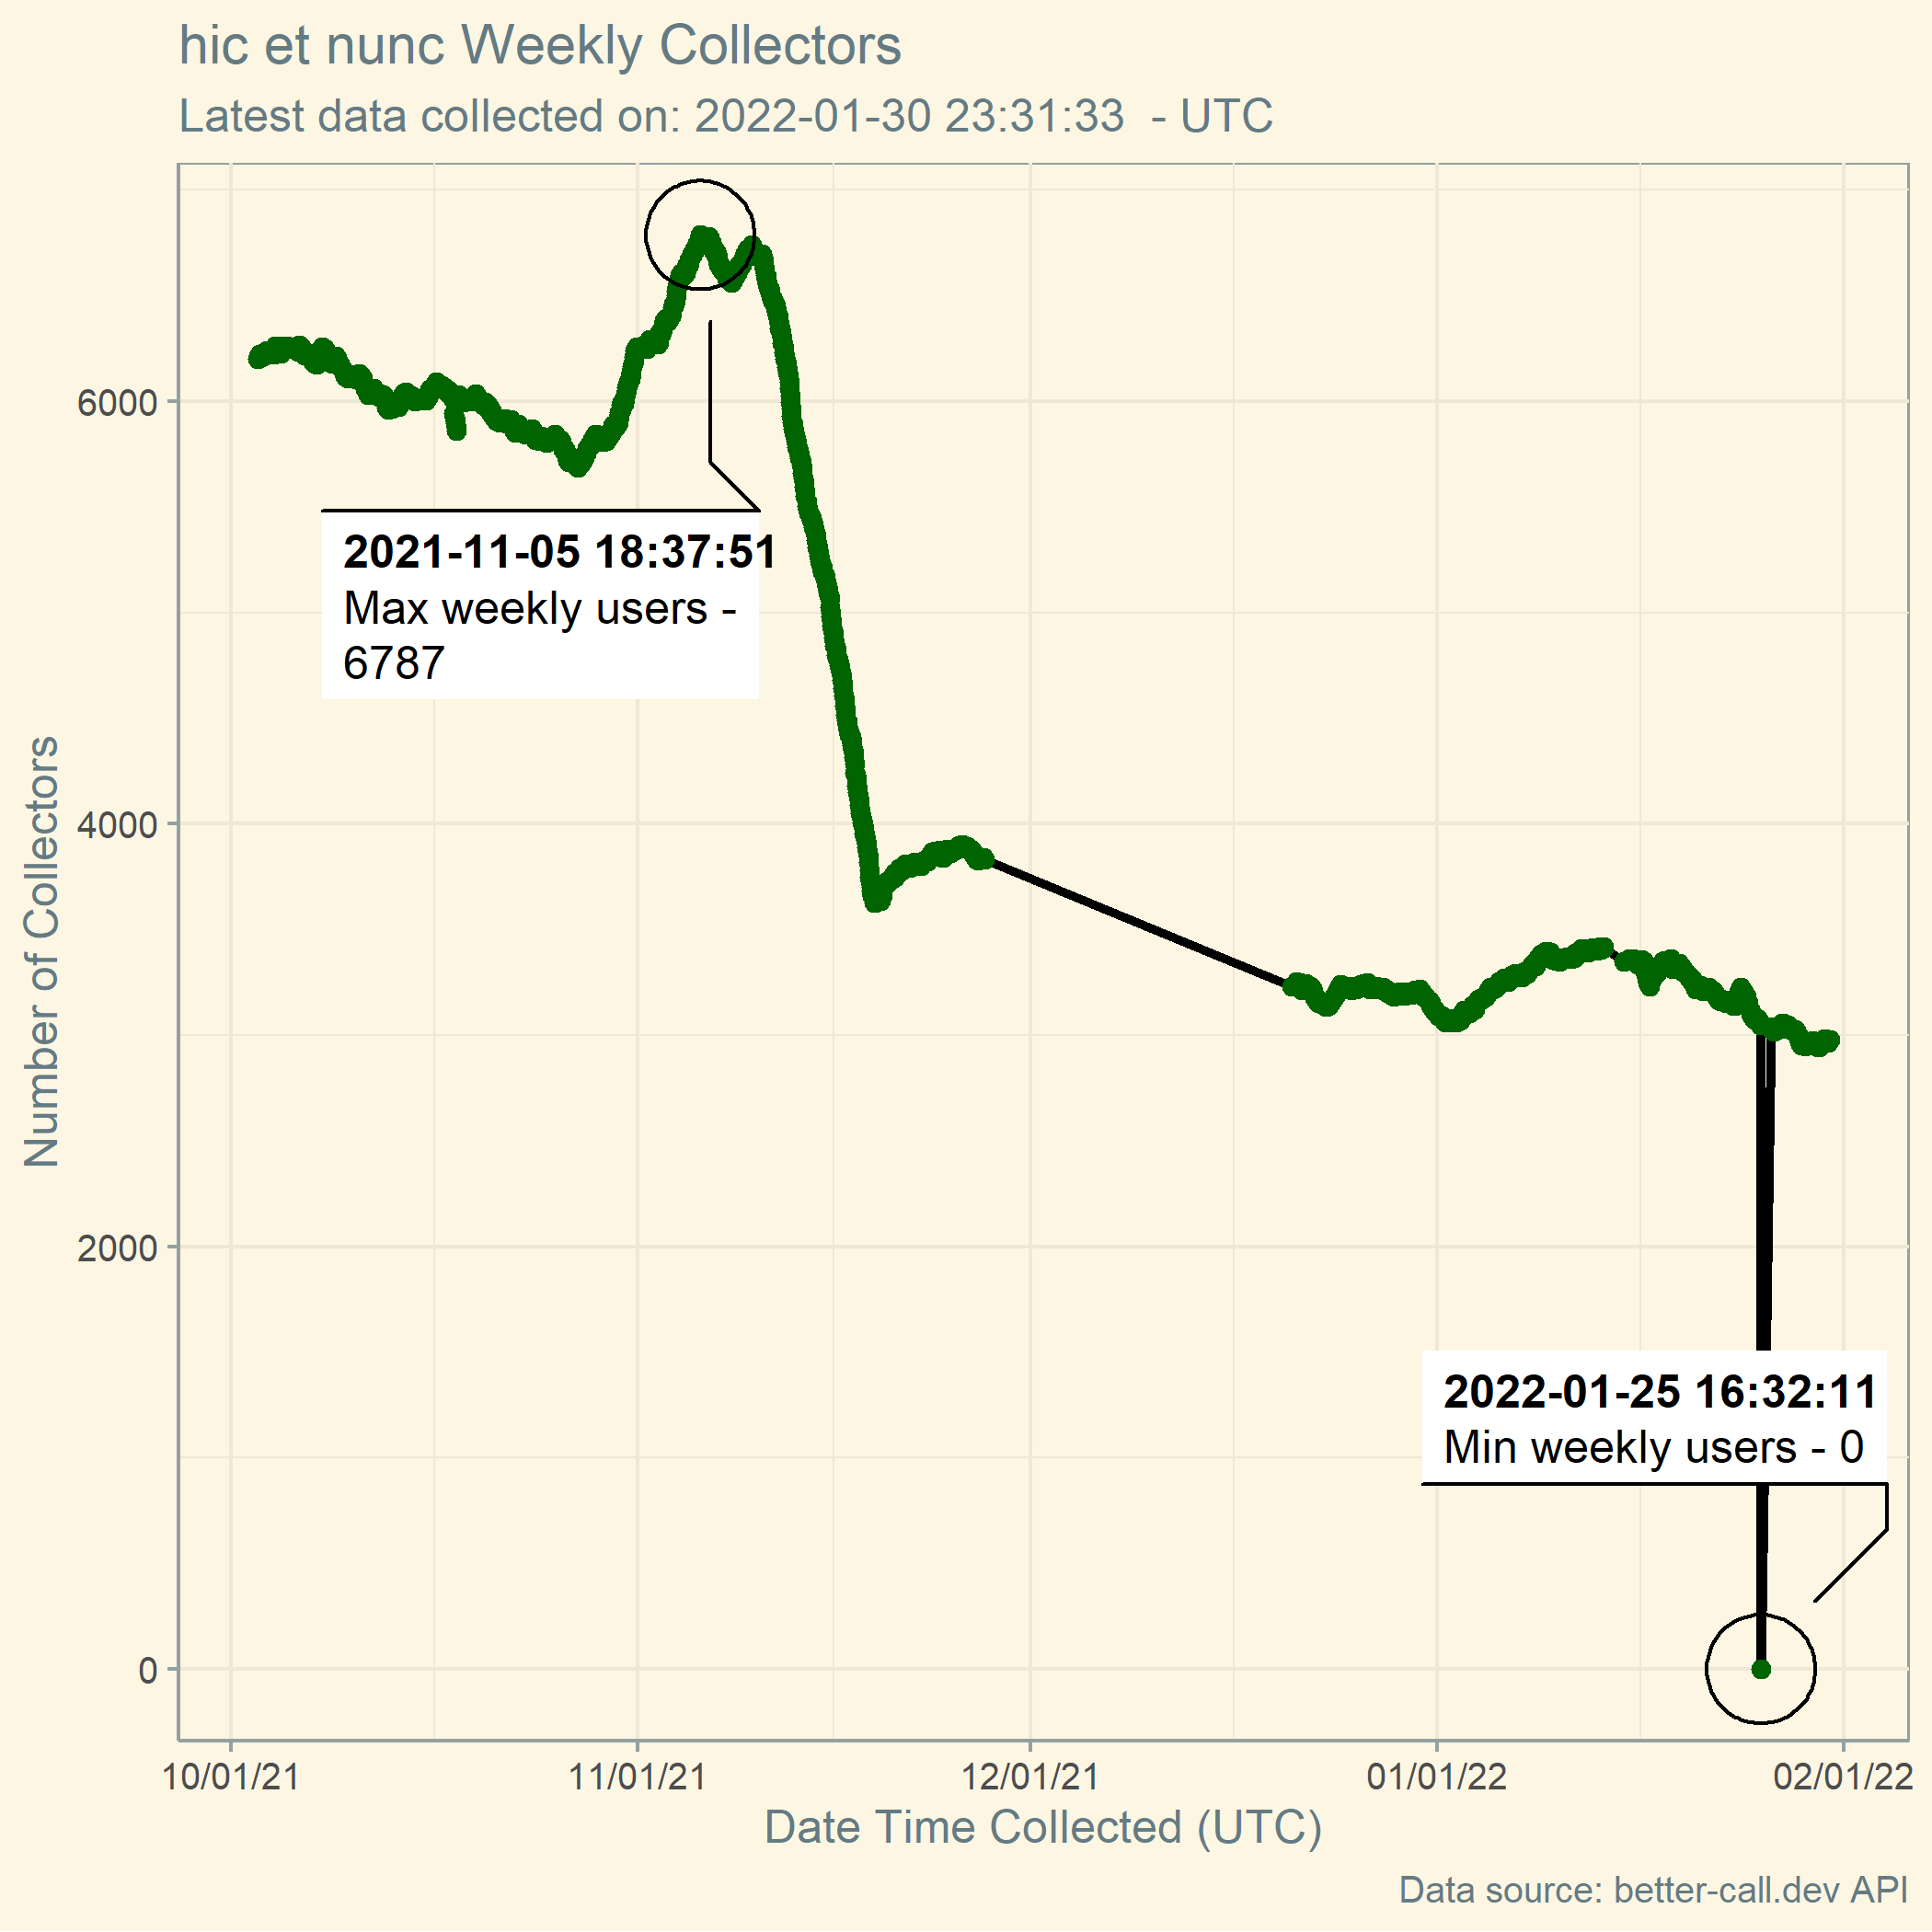 hic et nunc Weekly Collectors
Latest data collected on: 2022-01-30 23:31:33  - UTC
Number of Collectors
6000
4000
2000
0
2021-11-05 18:37:51
Max weekly users -
6787
2022-01-25 16:32:11
Min weekly users - 0
10/01/21 11/01/21 12/01/21 01/01/22 02/01/22
Date Time Collected (UTC)
Data source: better-call.dev API